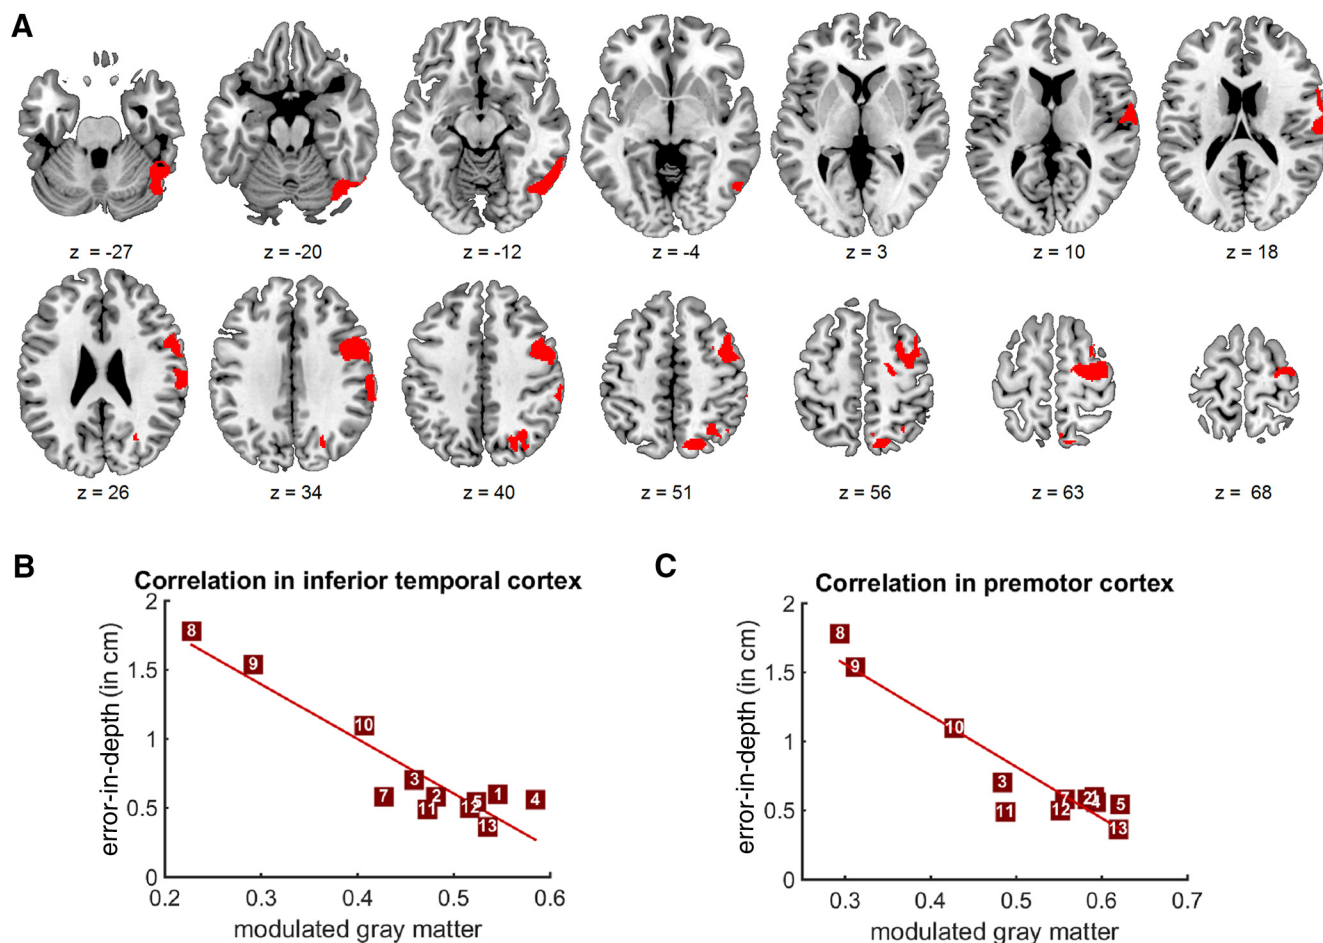 A
z = -27 z = -20 z = -12 z = -4 z = 3 z = 10 z = 18
z = 26 z = 34 z = 40 z = 51 z = 56 z = 63 z = 68
B
Correlation in inferior temporal cortex
error-in-depth (in cm)
2
1.5
1
0.5
0
8
9
10
3
7
2
11
12
5
1
4
13
0.2 0.3 0.4 0.5 0.6
modulated gray matter
C
Correlation in premotor cortex
error-in-depth (in cm)
2
1.5
1
0.5
0
8
9
10
3
11
7
12
2
1
4
5
13
0.3 0.4 0.5 0.6 0.7
modulated gray matter